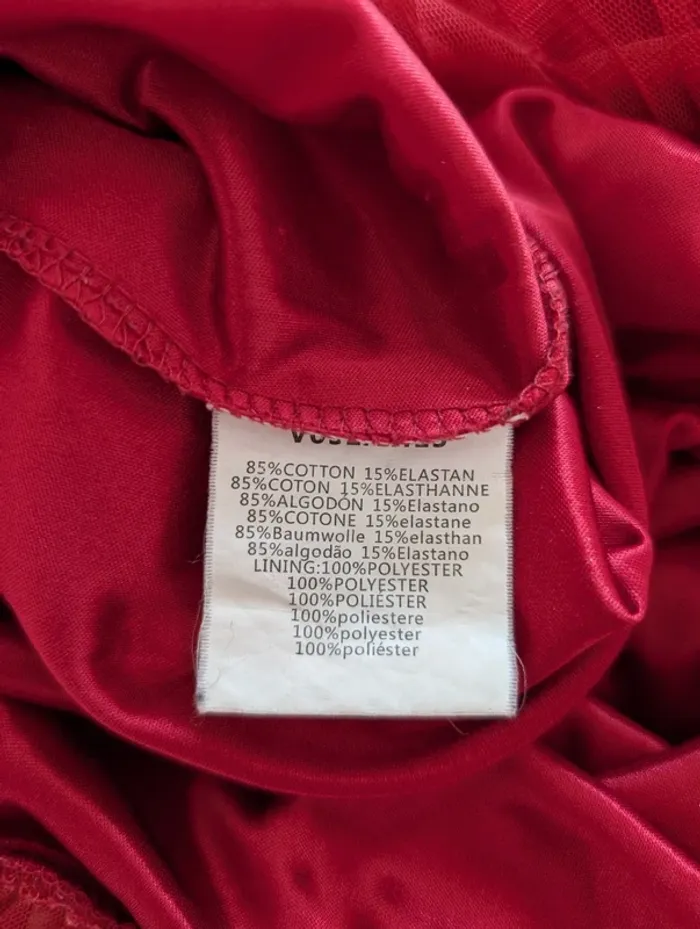 85%COTTON 15%ELASTAN
85%COTON 15%ELASTHANNE
85%ALGODÓN 15%Elastano
85%COTONE 15%elastane
85%Baumwolle 15%elasthan
85%algodão 15%Elastano
LINING:100%POLYESTER
100%POLYESTER
100%POLIÉSTER
100%poliestere
100%polyester
100%poliéster